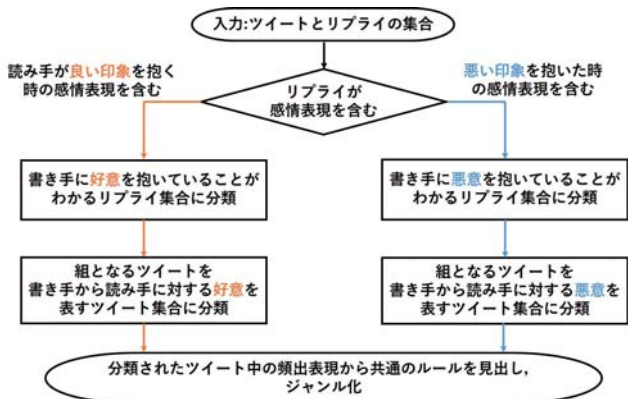 入力:ツイートとリプライの集合
読み手が良い印象を抱く
時の感情表現を含む
リプライが
感情表現を含む
悪い印象を抱いた時
の感情表現を含む
書き手に好意を抱いていることが
わかるリプライ集合に分類
書き手に悪意を抱いていることが
わかるリプライ集合に分類
組となるツイートを
書き手から読み手に対する好意を
表すツイート集合に分類
組となるツイートを
書き手から読み手に対する悪意を
表すツイート集合に分類
分類されたツイート中の頻出表現から共通のルールを見出し,
ジャンル化